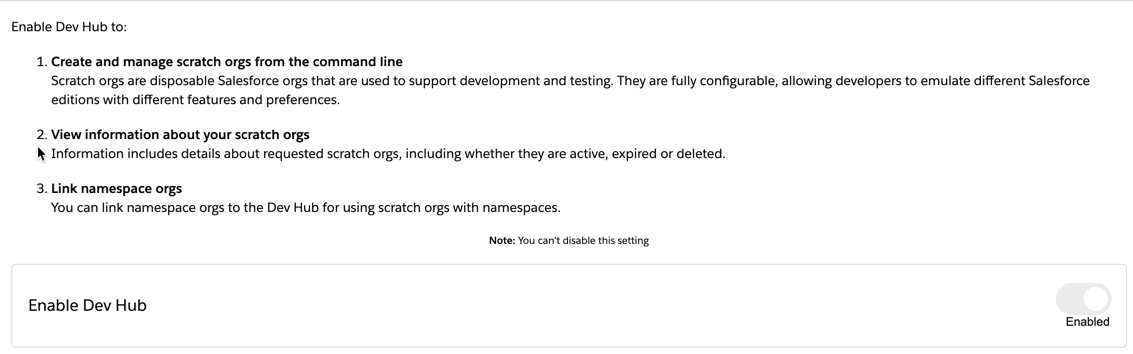 Enable Dev Hub to:
1. Create and manage scratch orgs from the command line
Scratch orgs are disposable Salesforce orgs that are used to support development and testing. They are fully configurable, allowing developers to emulate different Salesforce
editions with different features and preferences.
2. View information about your scratch orgs
Information includes details about requested scratch orgs, including whether they are active, expired or deleted.
3. Link namespace orgs
You can link namespace orgs to the Dev Hub for using scratch orgs with namespaces.
Note: You can't disable this setting
Enable Dev Hub
Enabled